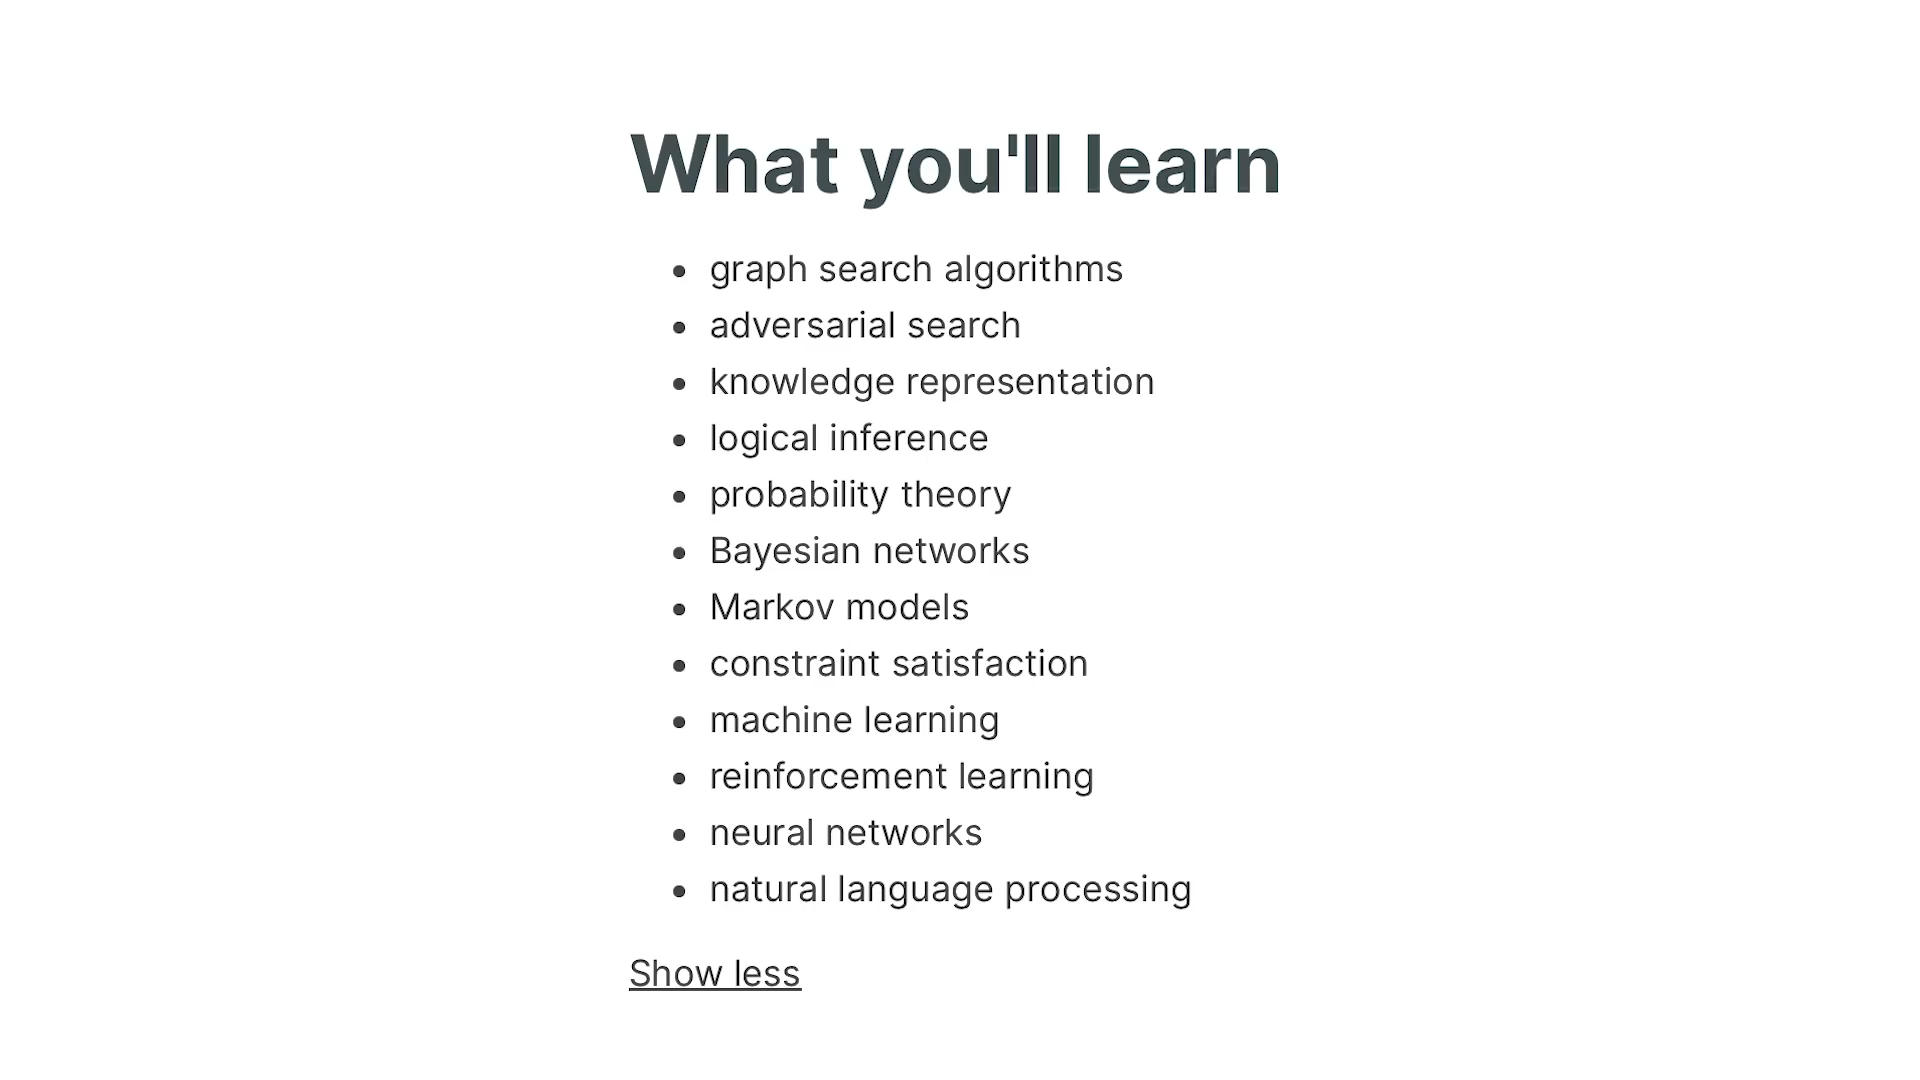 What you'll learn
• graph search algorithms
• adversarial search
• knowledge representation
• logical inference
• probability theory
• Bayesian networks
• Markov models
• constraint satisfaction
• machine learning
• reinforcement learning
• neural networks
• natural language processing
Show less